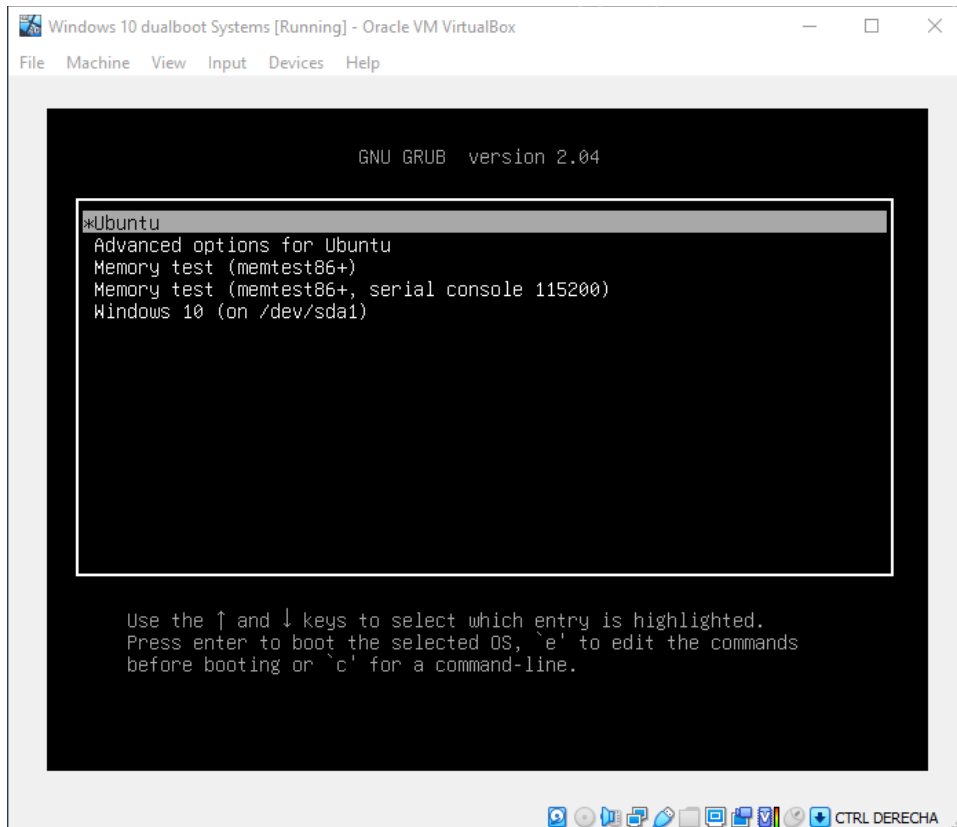 Windows 10 dualboot Systems [Running] - Oracle VM VirtualBox
File Machine View Input Devices Help
GNU GRUB version 2.04
*Ubuntu
Advanced options for Ubuntu
Memory test (memtest86+)
Memory test (memtest86+, serial console 115200)
Windows 10 (on /dev/sda1)
Use the ↑ and ↓ keys to select which entry is highlighted.
Press enter to boot the selected OS, `e' to edit the commands
before booting or `c' for a command-line.
CTRL DERECHA